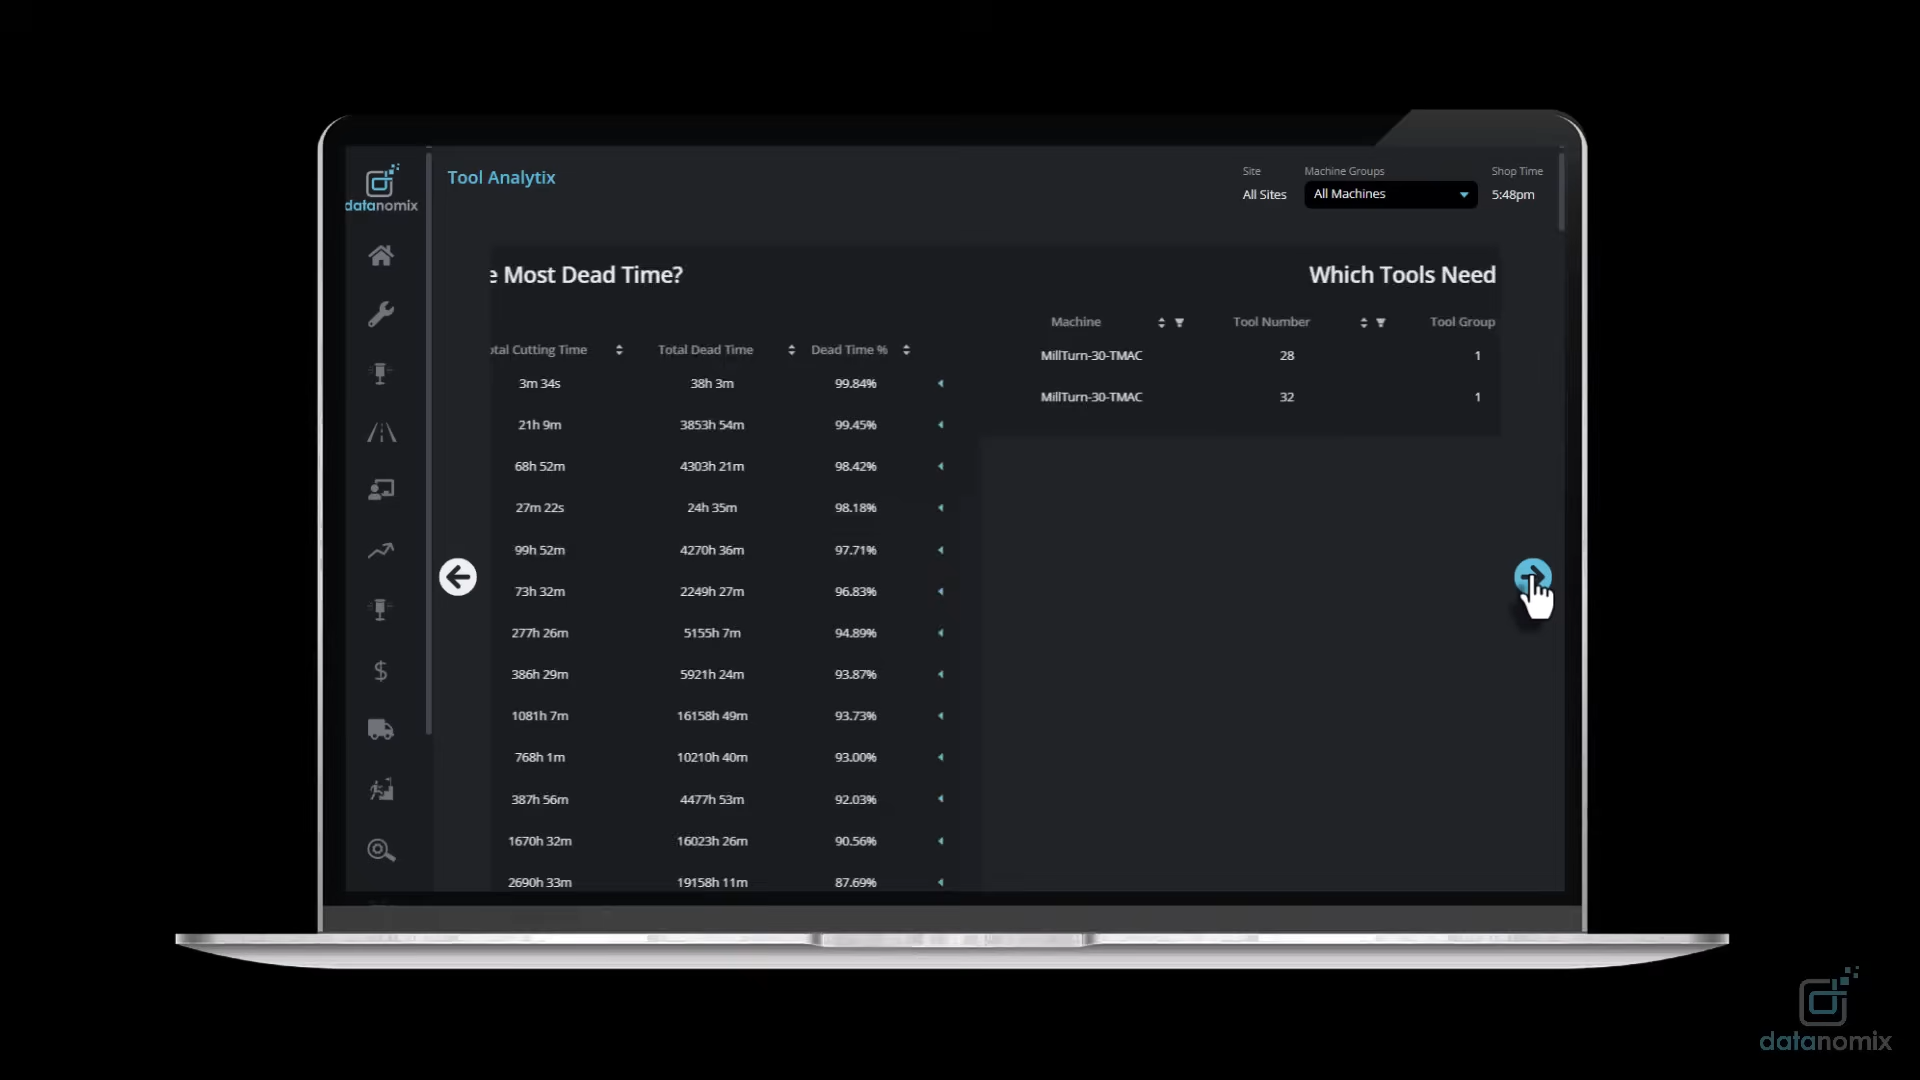 datanomix
Tool Analytix
Site
All Sites
Machine Groups
All Machines
Shop Time
5:48pm
e Most Dead Time?
otal Cutting Time Total Dead Time Dead Time %
3m 34s 38h 3m 99.84%
21h 9m 3853h 54m 99.45%
68h 52m 4303h 21m 98.42%
27m 22s 24h 35m 98.18%
99h 52m 4270h 36m 97.71%
73h 32m 2249h 27m 96.83%
277h 26m 5155h 7m 94.89%
386h 29m 5921h 24m 93.87%
1081h 7m 16158h 49m 93.73%
768h 1m 10210h 40m 93.00%
387h 56m 4477h 53m 92.03%
1670h 32m 16023h 26m 90.56%
2690h 33m 19158h 11m 87.69%
Which Tools Need
Machine Tool Number Tool Group
MillTurn-30-TMAC 28 1
MillTurn-30-TMAC 32 1
datanomix